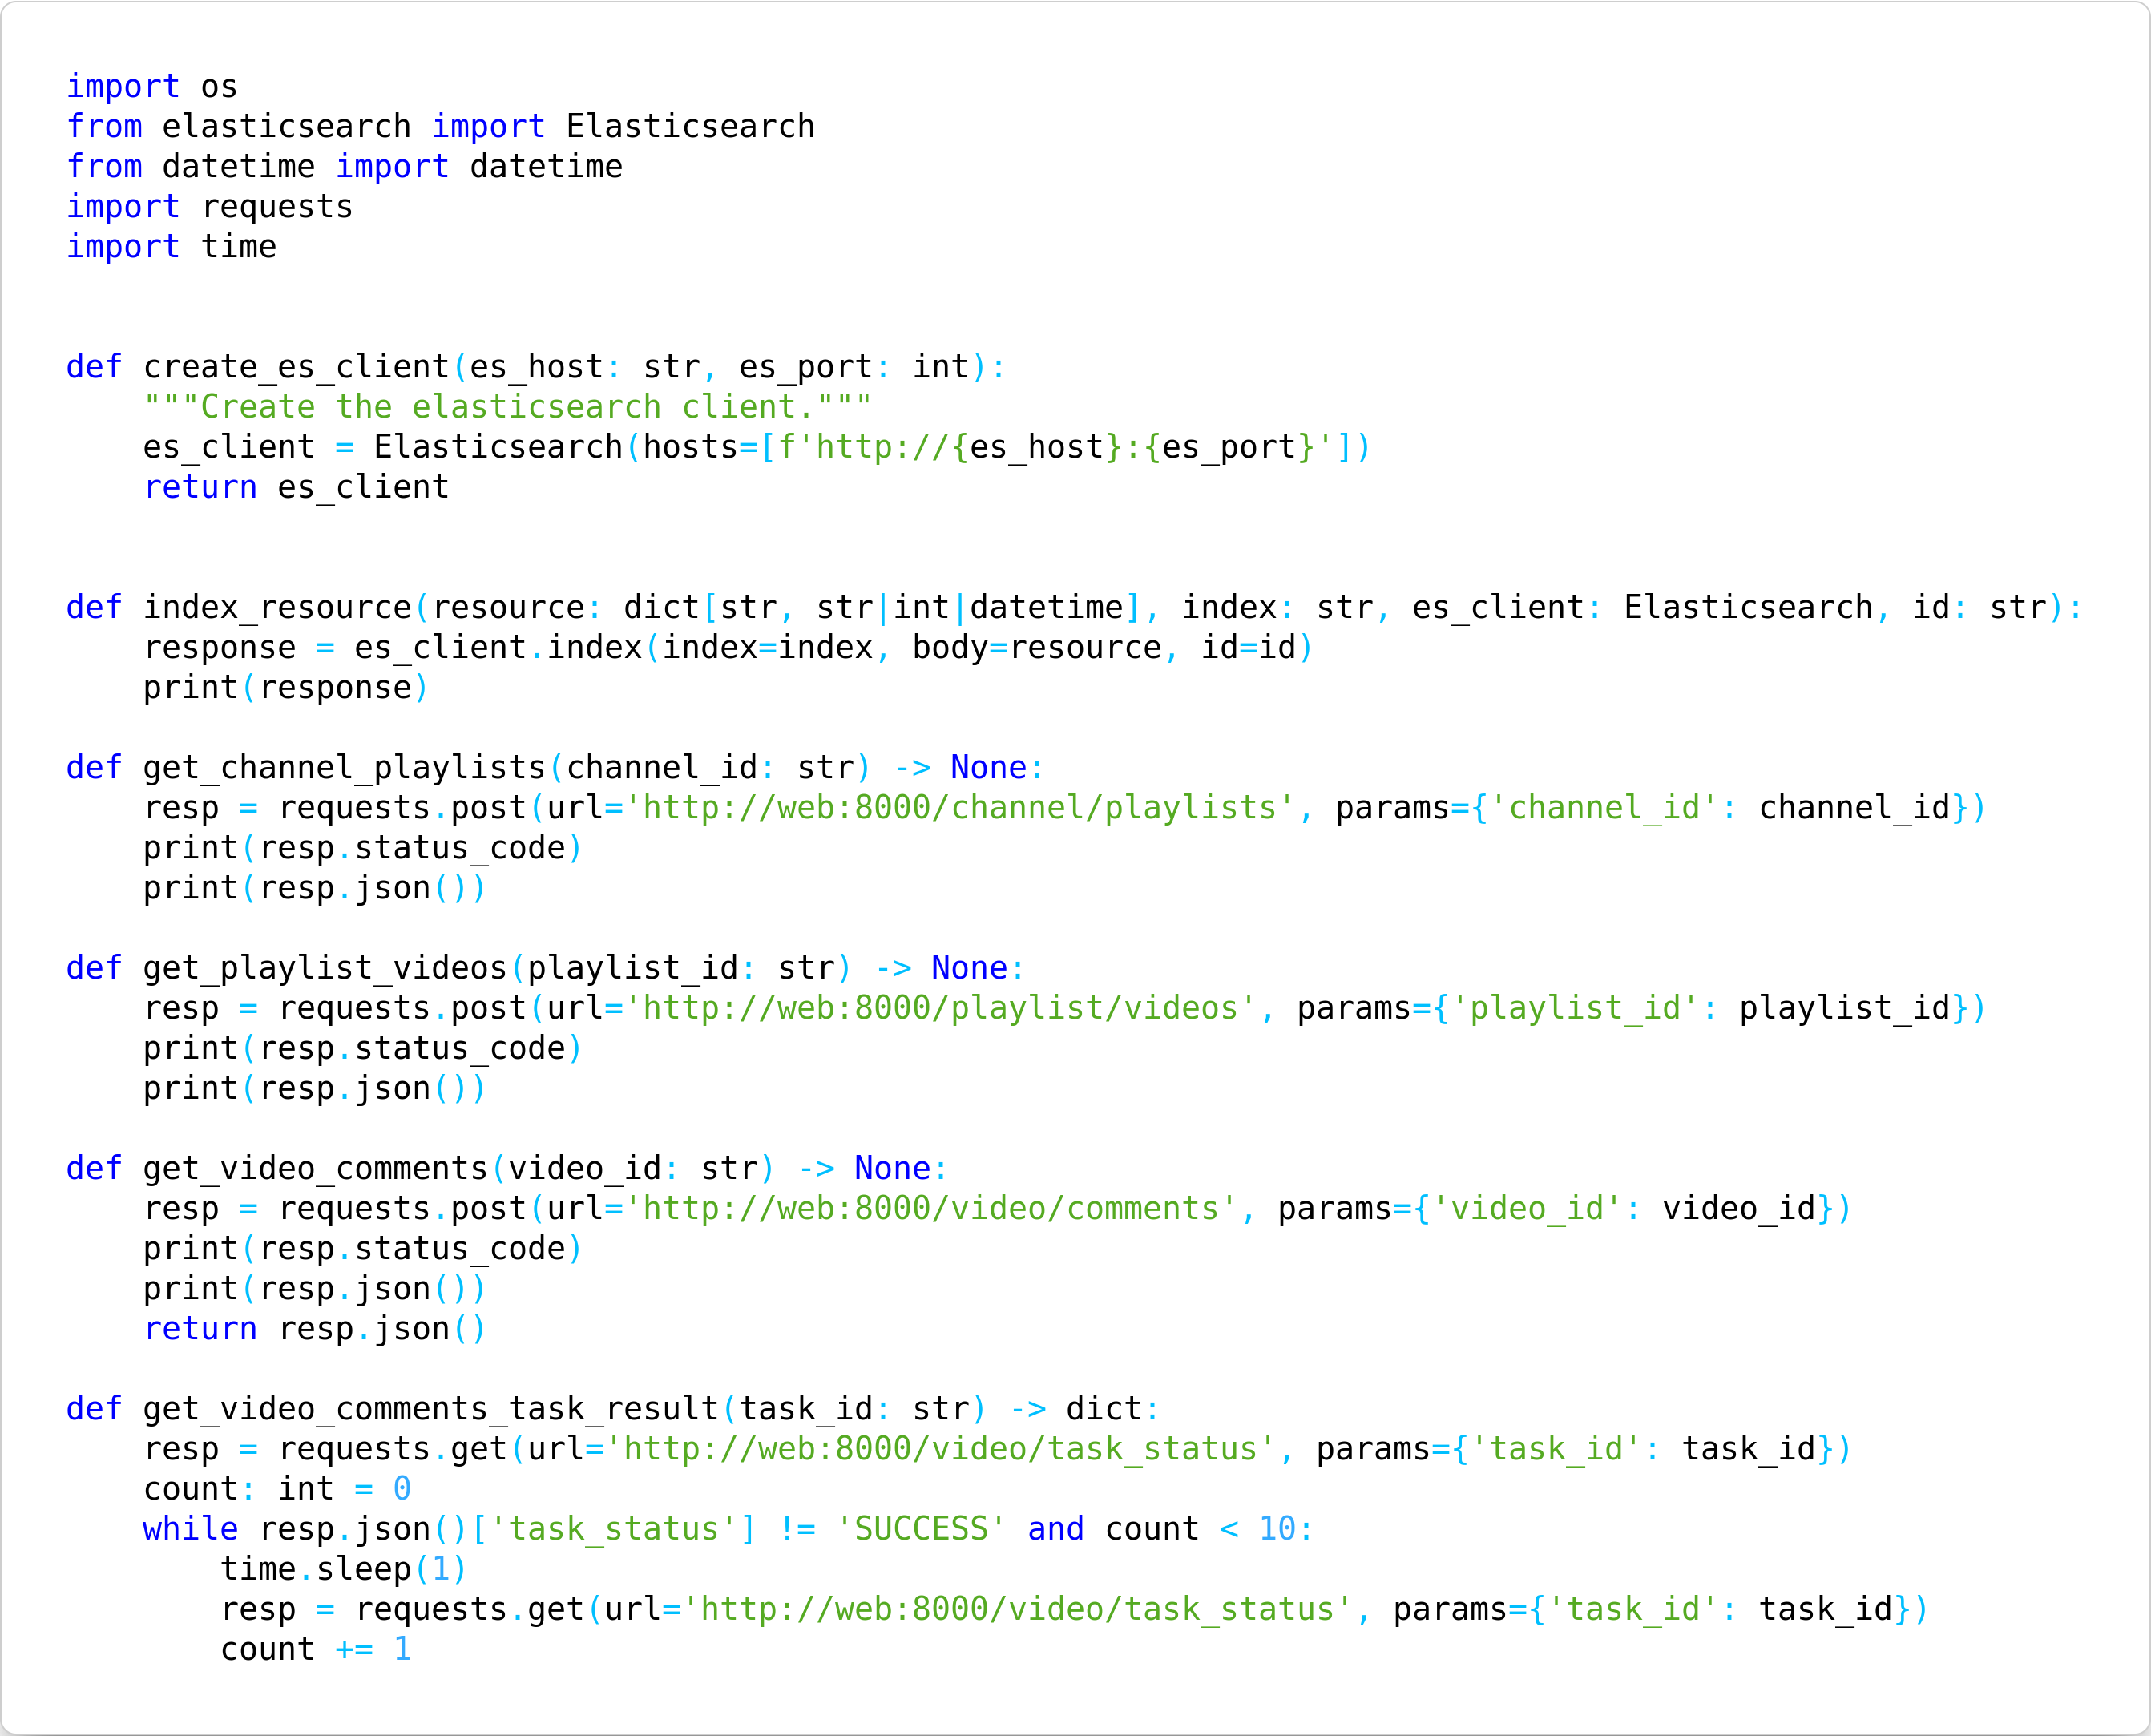 import os
from elasticsearch import Elasticsearch
from datetime import datetime
import requests
import time
def create_es_client(es_host: str, es_port: int):
    """Create the elasticsearch client."""
    es_client = Elasticsearch(hosts=[f'http://{es_host}:{es_port}'])
    return es_client
def index_resource(resource: dict[str, str|int|datetime], index: str, es_client: Elasticsearch, id: str):
    response = es_client.index(index=index, body=resource, id=id)
    print(response)
def get_channel_playlists(channel_id: str) -> None:
    resp = requests.post(url='http://web:8000/channel/playlists', params={'channel_id': channel_id})
    print(resp.status_code)
    print(resp.json())
def get_playlist_videos(playlist_id: str) -> None:
    resp = requests.post(url='http://web:8000/playlist/videos', params={'playlist_id': playlist_id})
    print(resp.status_code)
    print(resp.json())
def get_video_comments(video_id: str) -> None:
    resp = requests.post(url='http://web:8000/video/comments', params={'video_id': video_id})
    print(resp.status_code)
    print(resp.json())
    return resp.json()
def get_video_comments_task_result(task_id: str) -> dict:
    resp = requests.get(url='http://web:8000/video/task_status', params={'task_id': task_id})
    count: int = 0
    while resp.json()['task_status'] != 'SUCCESS' and count < 10:
        time.sleep(1)
        resp = requests.get(url='http://web:8000/video/task_status', params={'task_id': task_id})
        count += 1